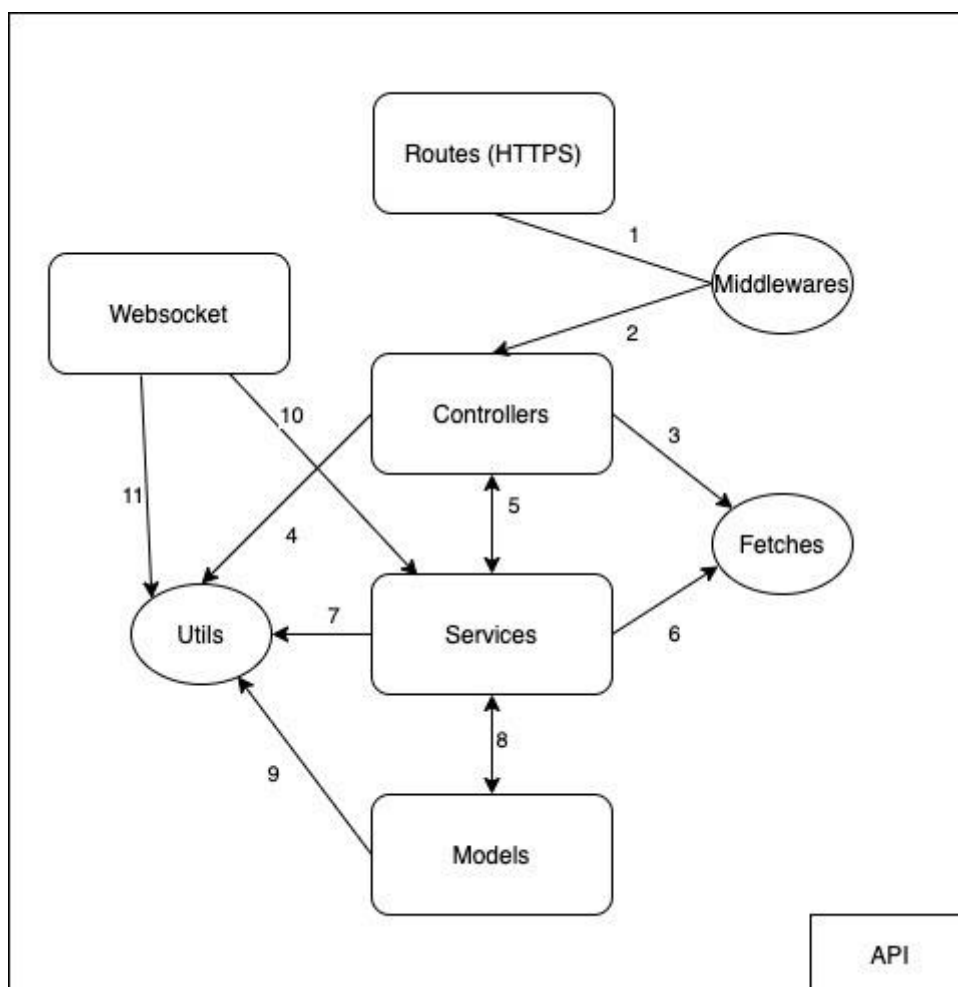 Routes (HTTPS)
1
Middlewares
Websocket
2
Controllers
10
3
11
5
4
Fetches
7
Utils
Services
6
8
9
Models
API